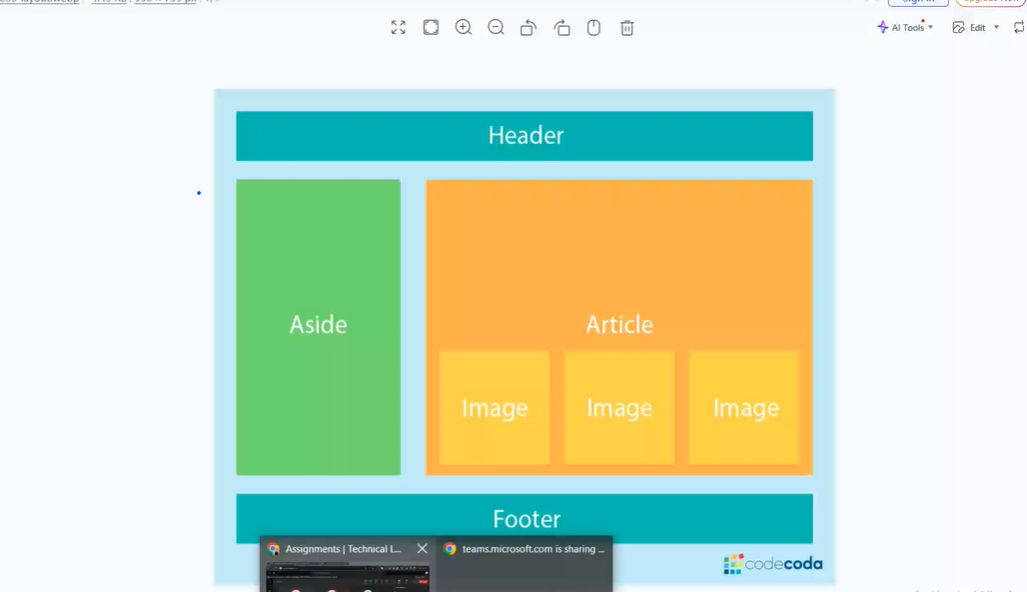 AI Tools
Edit
Header
Aside
Article
Image
Image
Image
Footer
codecoda
Assignments | Technical I...
teams.microsoft.com is sharing ...